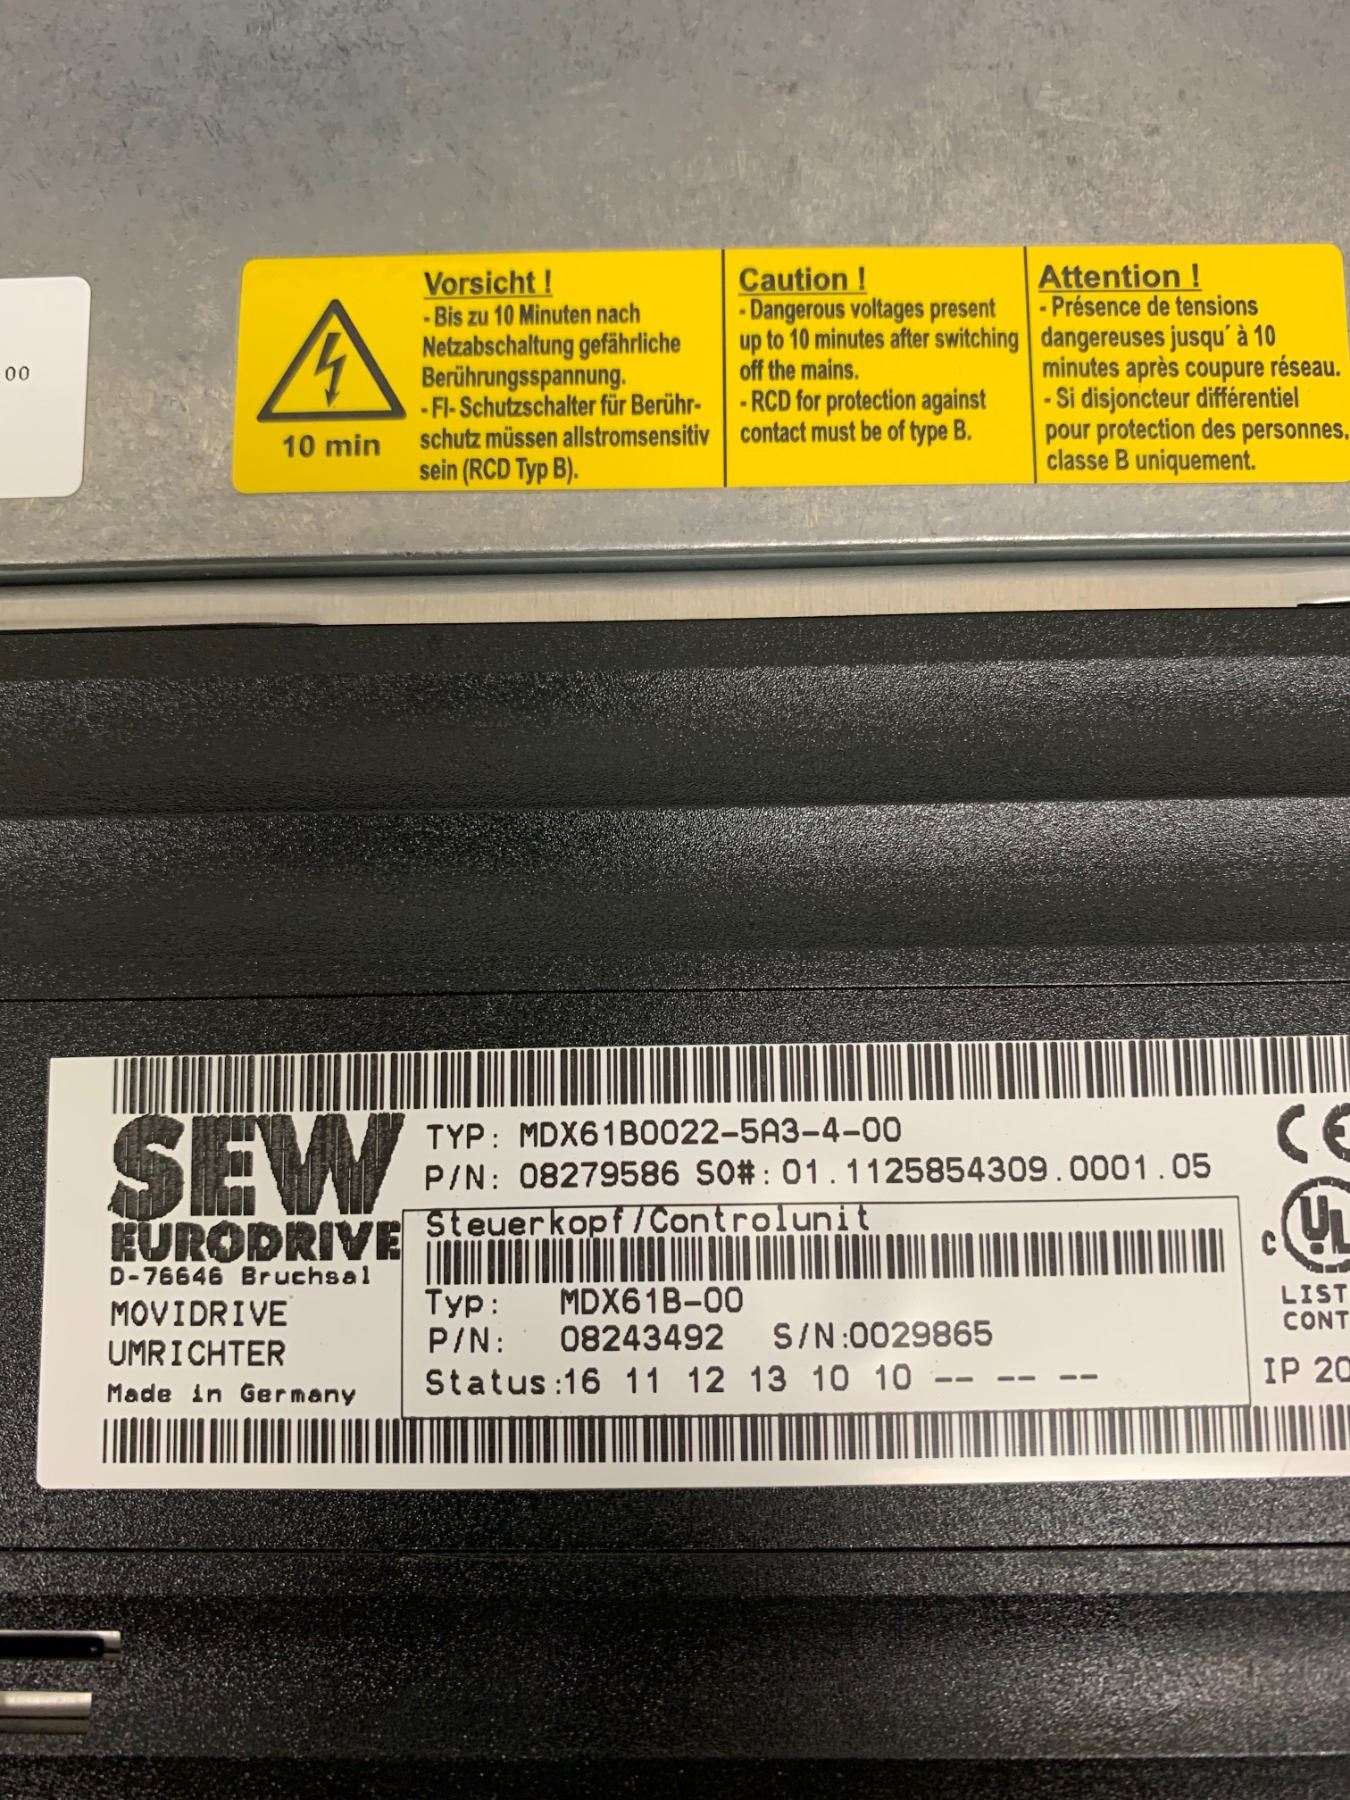 00
10 min
Vorsicht !
- Bis zu 10 Minuten nach
Netzabschaltung gefährliche
Berührungsspannung.
- FI- Schutzschalter für Berühr-
schutz müssen allstromsensitiv
sein (RCD Typ B).
Caution !
- Dangerous voltages present
up to 10 minutes after switching
off the mains.
- RCD for protection against
contact must be of type B.
Attention !
- Présence de tensions
dangereuses jusqu´ à 10
minutes après coupure réseau.
- Si disjoncteur différentiel
pour protection des personnes,
classe B uniquement.
SEW
EURODRIVE
D-76646 Bruchsal
MOVIDRIVE
UMRICHTER
Made in Germany
TYP: MDX61B0022-5A3-4-00
P/N: 08279586 SO#: 01.1125854309.0001.05
Steuerkopf/Controlunit
Typ: MDX61B-00
P/N: 08243492 S/N:0029865
Status:16 11 12 13 10 10 -- -- --
CE
c UL
LIST
CONT
IP 20